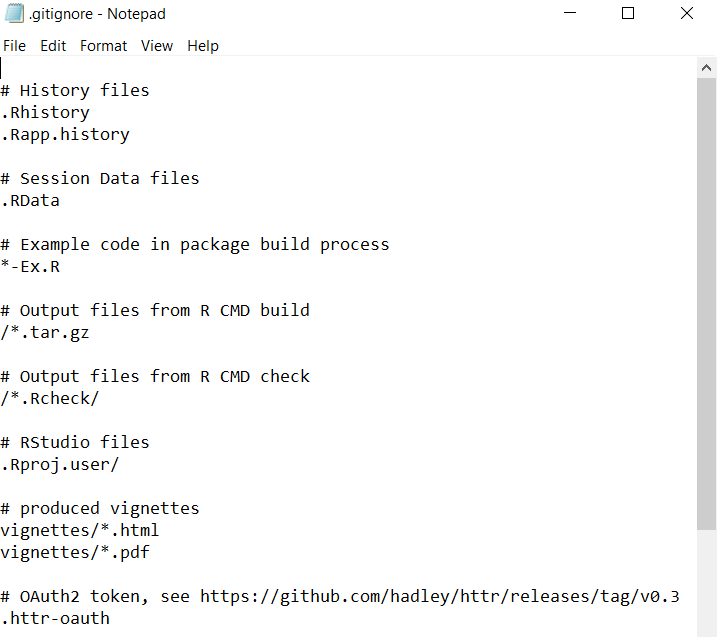 .gitignore - Notepad
File Edit Format View Help
# History files
.Rhistory
.Rapp.history
# Session Data files
.RData
# Example code in package build process
*-Ex.R
# Output files from R CMD build
/*.tar.gz
# Output files from R CMD check
/*.Rcheck/
# RStudio files
.Rproj.user/
# produced vignettes
vignettes/*.html
vignettes/*.pdf
# OAuth2 token, see https://github.com/hadley/httr/releases/tag/v0.3
.httr-oauth